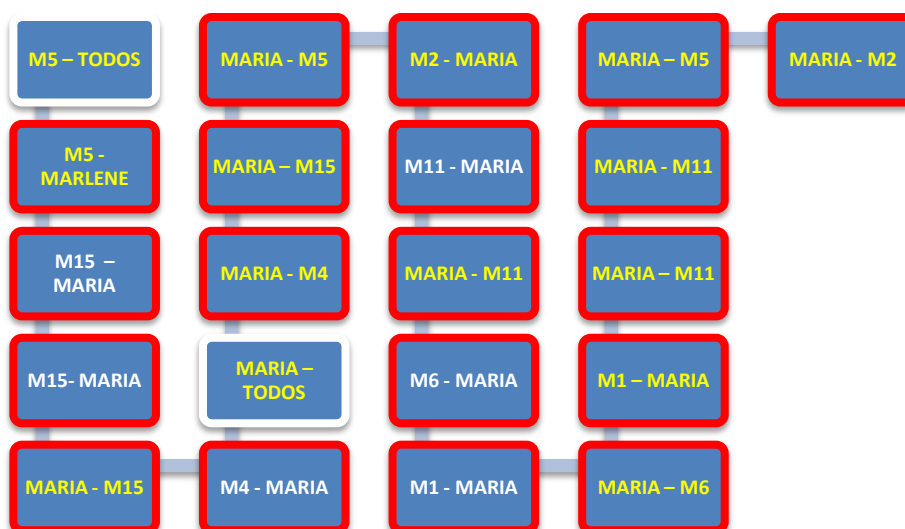 M5 – TODOS
MARIA - M5
M2 - MARIA
MARIA – M5
MARIA - M2
M5 -
MARLENE
MARIA – M15
M11 - MARIA
MARIA - M11
M15 –
MARIA
MARIA - M4
MARIA - M11
MARIA – M11
M15- MARIA
MARIA –
TODOS
M6 - MARIA
M1 – MARIA
MARIA - M15
M4 - MARIA
M1 - MARIA
MARIA – M6